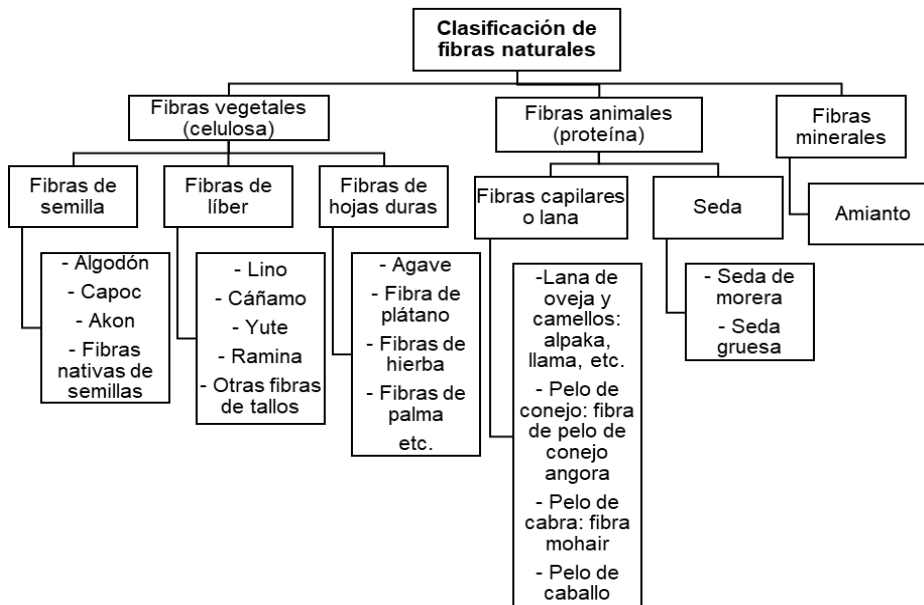 Clasificación de
fibras naturales
Fibras vegetales
(celulosa)
Fibras animales
(proteína)
Fibras
minerales
Fibras de
semilla
Fibras de
líber
Fibras de
hojas duras
Fibras capilares
o lana
Seda
Amianto
- Algodón
- Capoc
- Akon
- Fibras
nativas de
semillas
- Lino
- Cáñamo
- Yute
- Ramina
- Otras fibras
de tallos
- Agave
- Fibra de
plátano
- Fibras de
hierba
- Fibras de
palma
etc.
-Lana de
oveja y
camellos:
alpaka,
llama, etc.
- Pelo de
conejo: fibra
de pelo de
conejo
angora
- Pelo de
cabra: fibra
mohair
- Pelo de
caballo
- Seda de
morera
- Seda
gruesa